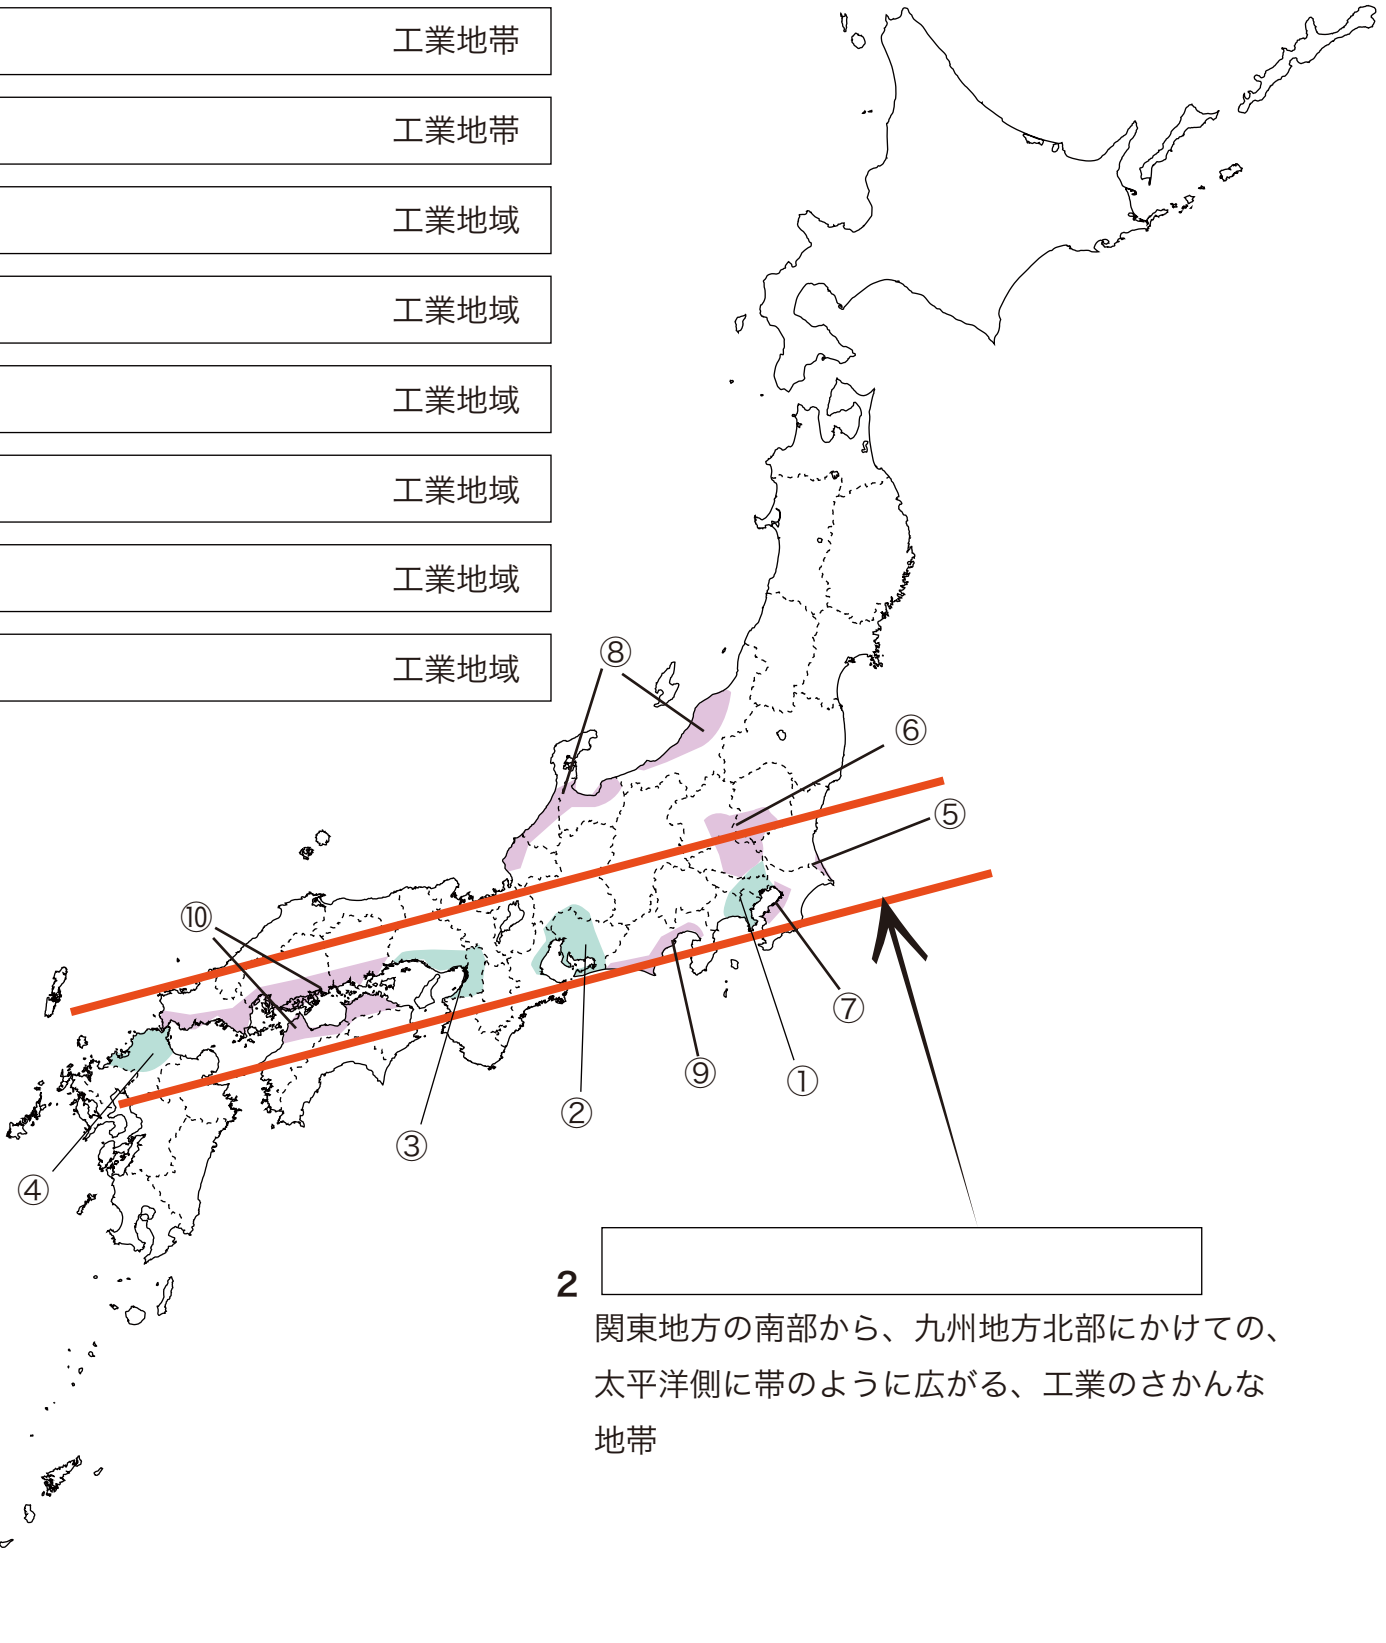 工業地帯
工業地帯
工業地域
工業地域
工業地域
工業地域
工業地域
工業地域
⑧
⑥
⑤
⑩
⑦
⑨
①
②
③
④
2
関東地方の南部から、九州地方北部にかけての、
太平洋側に帯のように広がる、工業のさかんな
地帯